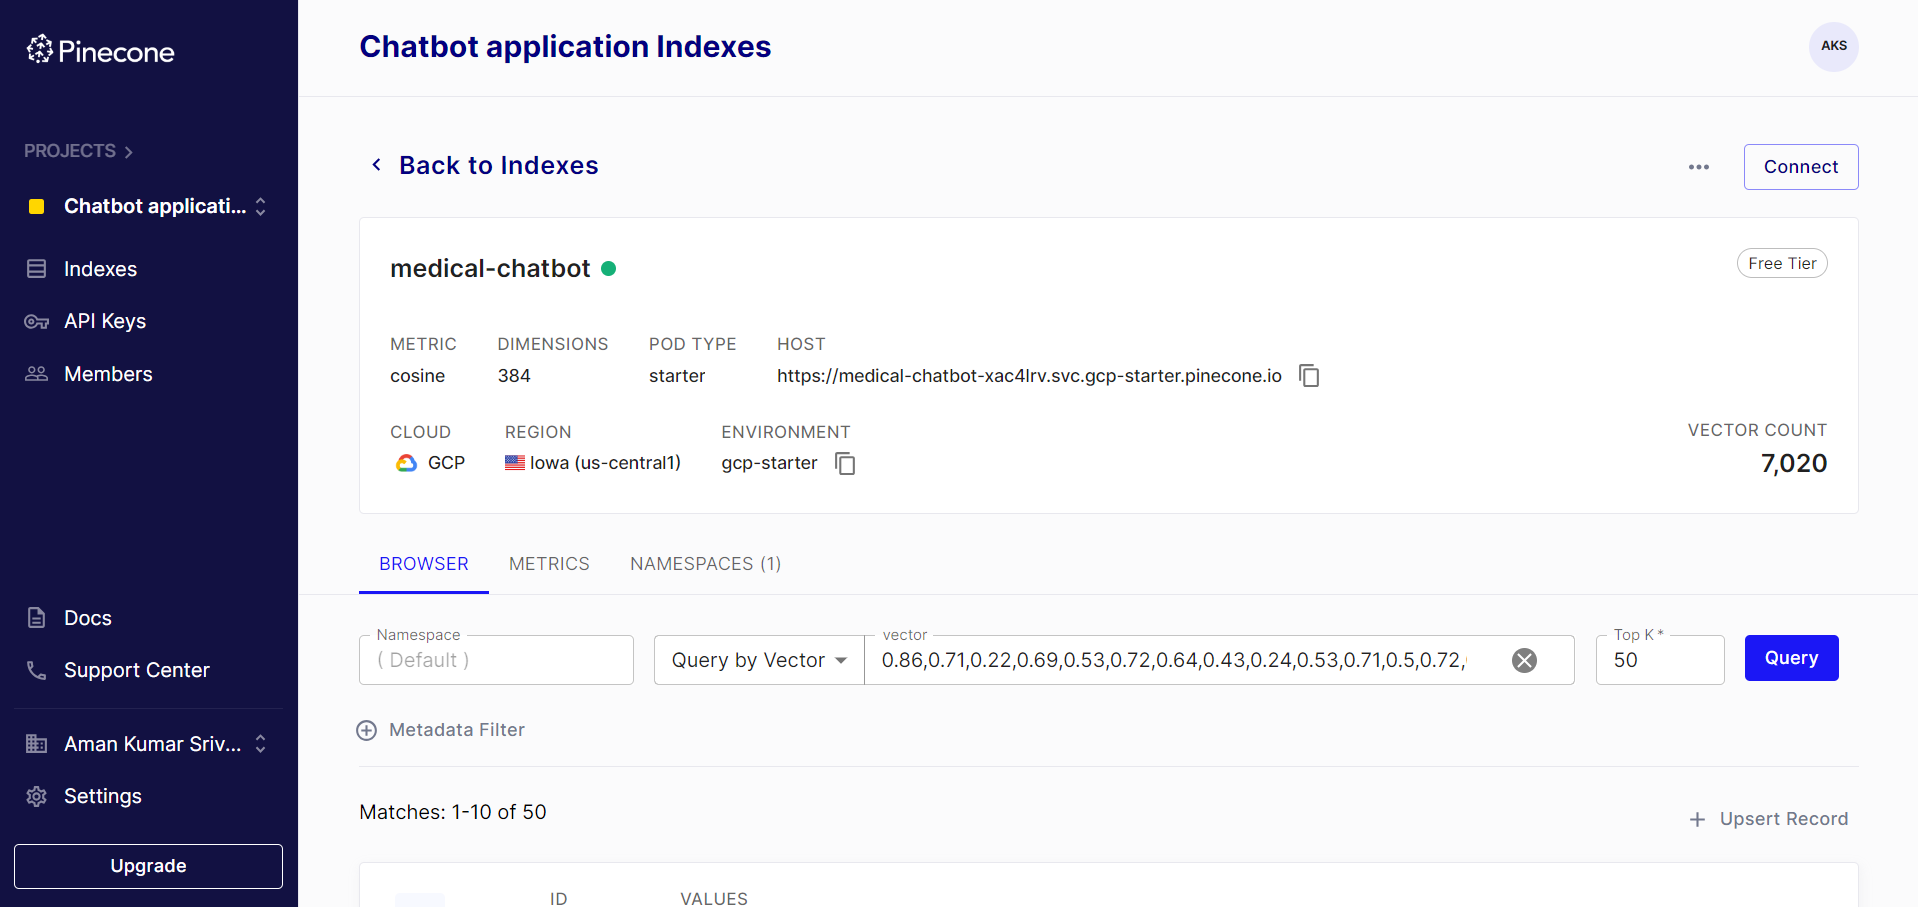 Pinecone
PROJECTS
Chatbot applicati...
Indexes
API Keys
Members
Docs
Support Center
Aman Kumar Sriv...
Settings
Upgrade
Chatbot application Indexes
AKS
Back to Indexes
Connect
medical-chatbot
Free Tier
METRIC DIMENSIONS POD TYPE HOST
cosine 384 starter https://medical-chatbot-xac4lrv.svc.gcp-starter.pinecone.io
CLOUD REGION ENVIRONMENT VECTOR COUNT
GCP Iowa (us-central1) gcp-starter 7,020
BROWSER METRICS NAMESPACES (1)
Namespace vector Top K *
( Default ) Query by Vector 0.86,0.71,0.22,0.69,0.53,0.72,0.64,0.43,0.24,0.53,0.71,0.5,0.72, 50 Query
Metadata Filter
Matches: 1-10 of 50
Upsert Record
ID VALUES